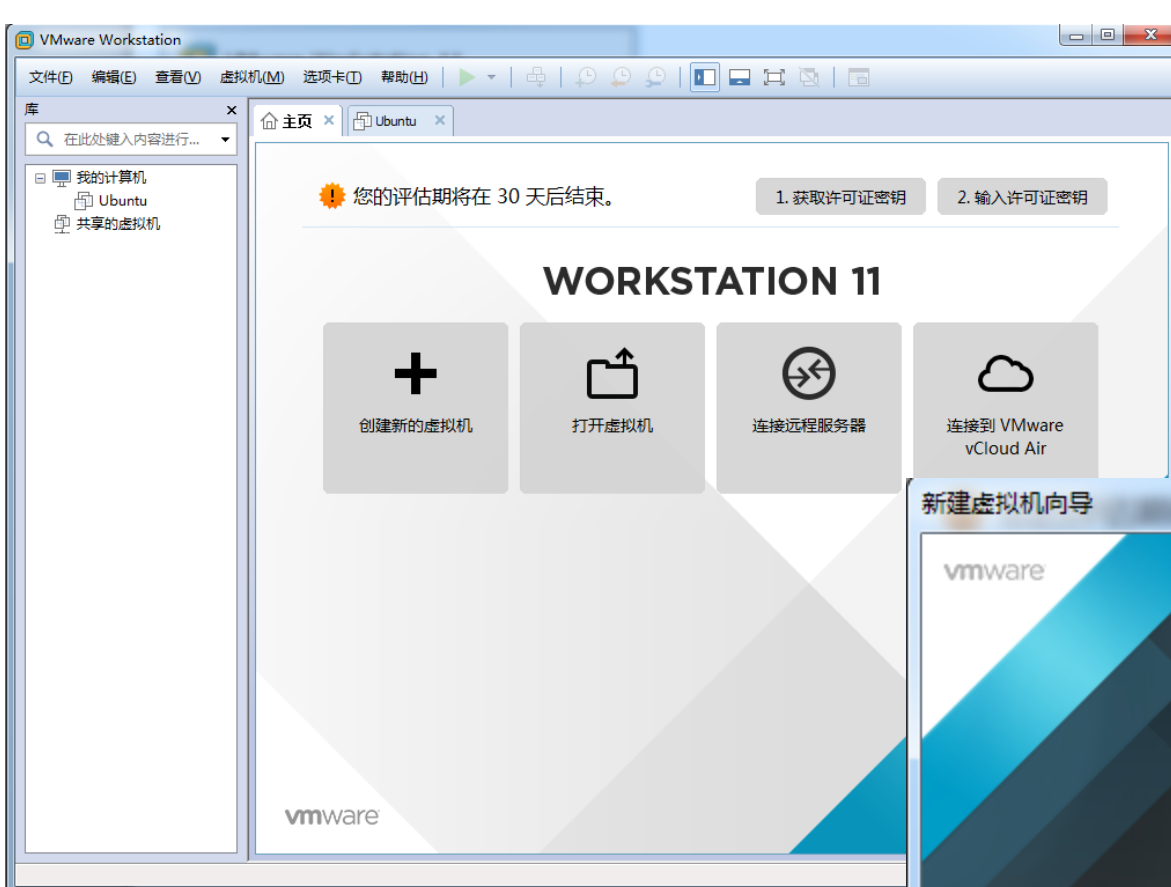 VMware Workstation
文件(F) 编辑(E) 查看(V) 虚拟机(M) 选项卡(T) 帮助(H)
库
主页 Ubuntu
在此处键入内容进行...
我的计算机
Ubuntu
共享的虚拟机
您的评估期将在 30 天后结束。 1. 获取许可证密钥 2. 输入许可证密钥
WORKSTATION 11
创建新的虚拟机 打开虚拟机 连接远程服务器 连接到 VMware
vCloud Air
新建虚拟机向导
vmware
vmware